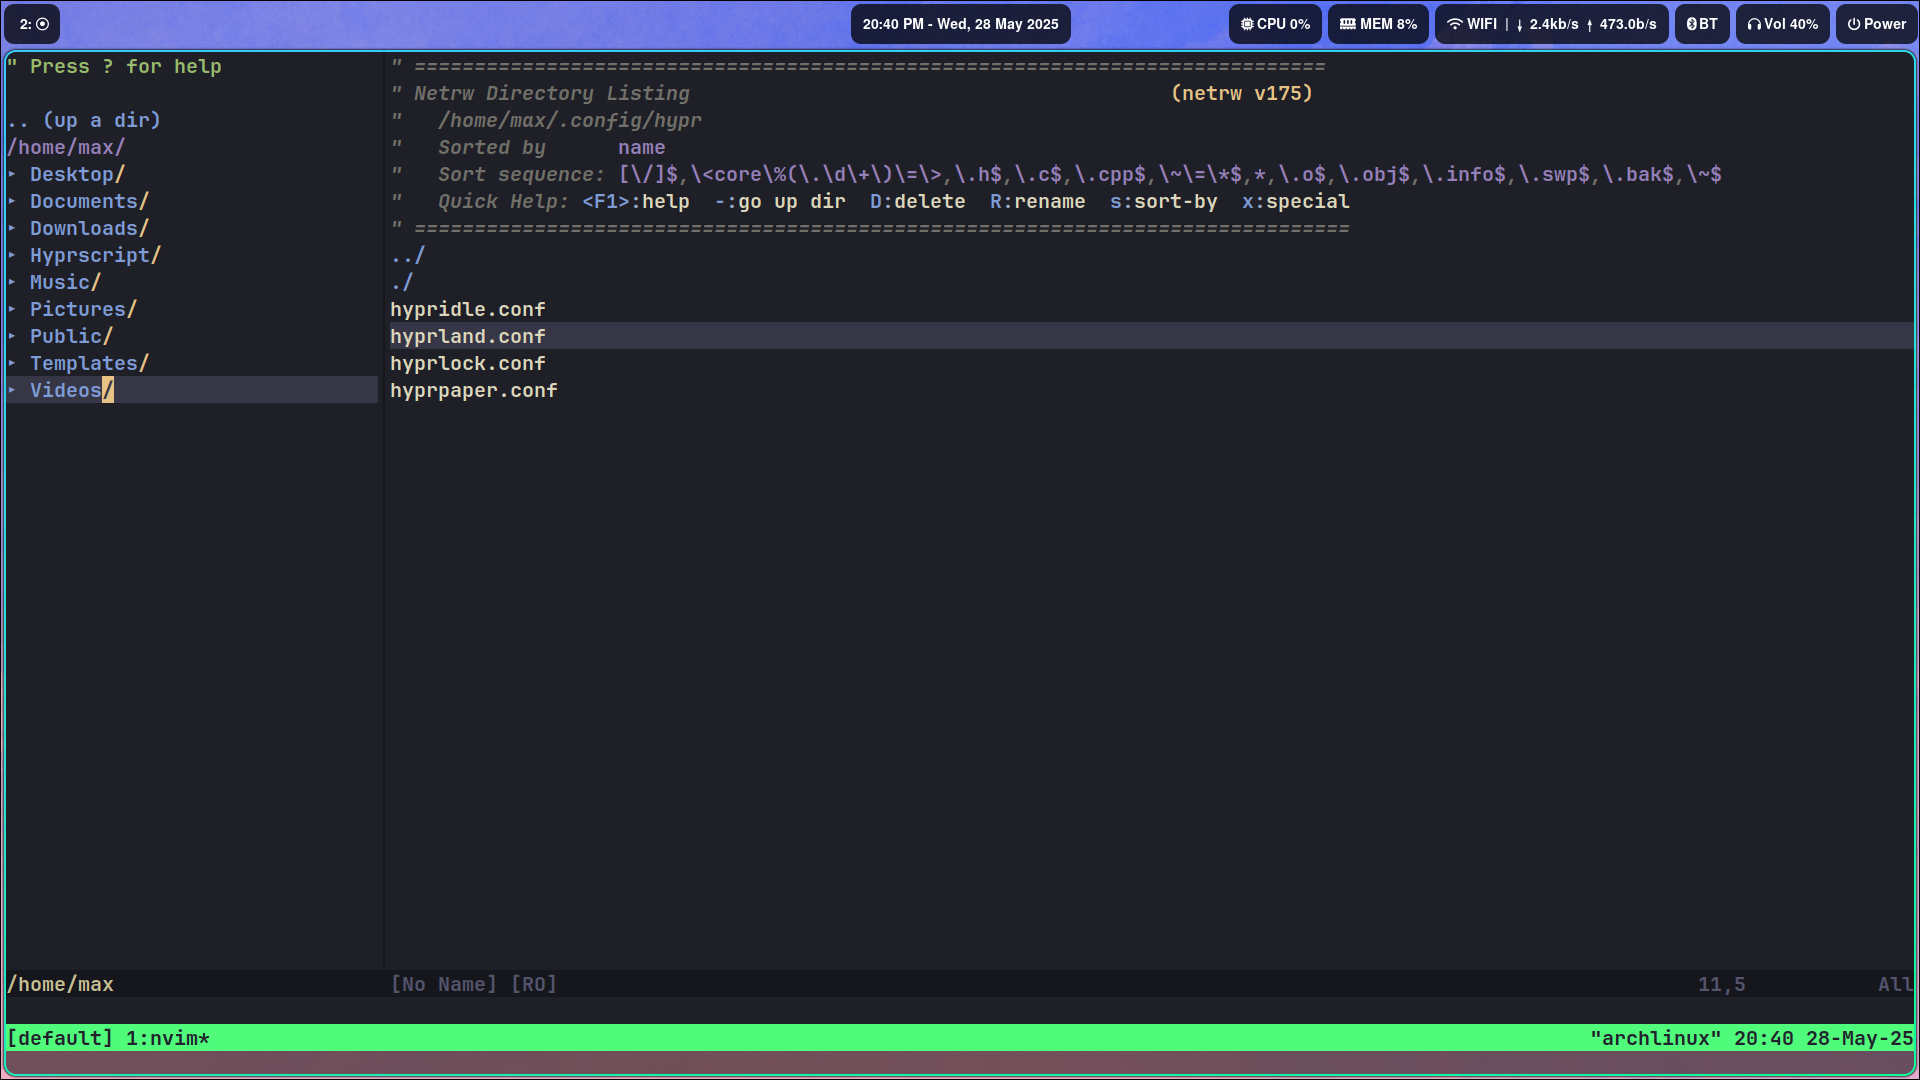 2:
20:40 PM - Wed, 28 May 2025
CPU 0%
MEM 8%
WIFI | ↓ 2.4kb/s ↑ 473.0b/s
BT
Vol 40%
Power
" Press ? for help
.. (up a dir)
/home/max/
▸ Desktop/
▸ Documents/
▸ Downloads/
▸ Hyprscript/
▸ Music/
▸ Pictures/
▸ Public/
▸ Templates/
▸ Videos/
" ============================================================================
" Netrw Directory Listing                                        (netrw v175)
"   /home/max/.config/hypr
"   Sorted by      name
"   Sort sequence: [\/]$,\<core\%(\.\d\+\)\=\>,\.h$,\.c$,\.cpp$,\~\=\*$,*,\.o$,\.obj$,\.info$,\.swp$,\.bak$,\~$
"   Quick Help: <F1>:help  -:go up dir  D:delete  R:rename  s:sort-by  x:special
" ==============================================================================
../
./
hypridle.conf
hyprland.conf
hyprlock.conf
hyprpaper.conf
/home/max
[No Name] [RO]
11,5
All
[default] 1:nvim*
"archlinux" 20:40 28-May-25